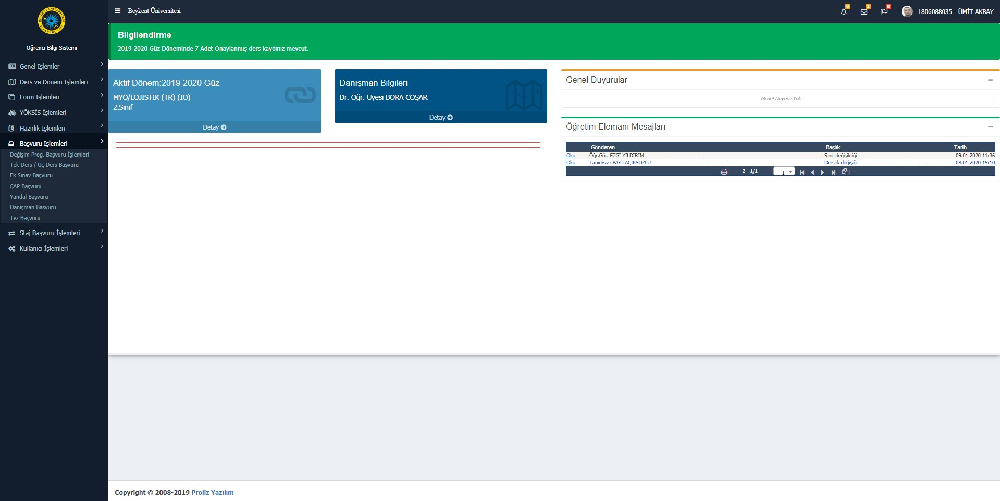 Öğrenci Bilgi Sistemi
Genel İşlemler
Ders ve Dönem İşlemleri
Form İşlemleri
YÖKSİS İşlemleri
Hazırlık İşlemleri
Başvuru İşlemleri
Değişim Prog. Başvuru İşlemleri
Tek Ders / Üç Ders Başvuru
Ek Sınav Başvuru
ÇAP Başvuru
Yandal Başvuru
Danışman Başvuru
Tez Başvuru
Staj Başvuru İşlemleri
Kullanıcı İşlemleri
Beykent Üniversitesi
0 2 0 1806088035 - ÜMİT AKBAY
Bilgilendirme
2019-2020 Güz Döneminde 7 Adet Onaylanmış ders kaydınız mevcut.
Aktif Dönem:2019-2020 Güz
MYO/LOJİSTİK (TR) (İÖ)
2.Sınıf
Detay
Danışman Bilgileri
Dr. Öğr. Üyesi BORA COŞAR
Detay
Genel Duyurular
Genel Duyuru Yok
Öğretim Elemanı Mesajları
Gönderen Başlık Tarih
Oku Öğr.Gör. EZGİ YILDIRIM Sınıf değişikliği 09.01.2020 11:36
Oku Tanımsız ÖVGÜ AÇIKSÖZLÜ Derslik değişiği 08.01.2020 15:10
2 - 1/1 1
Copyright © 2008-2019 Proliz Yazılım